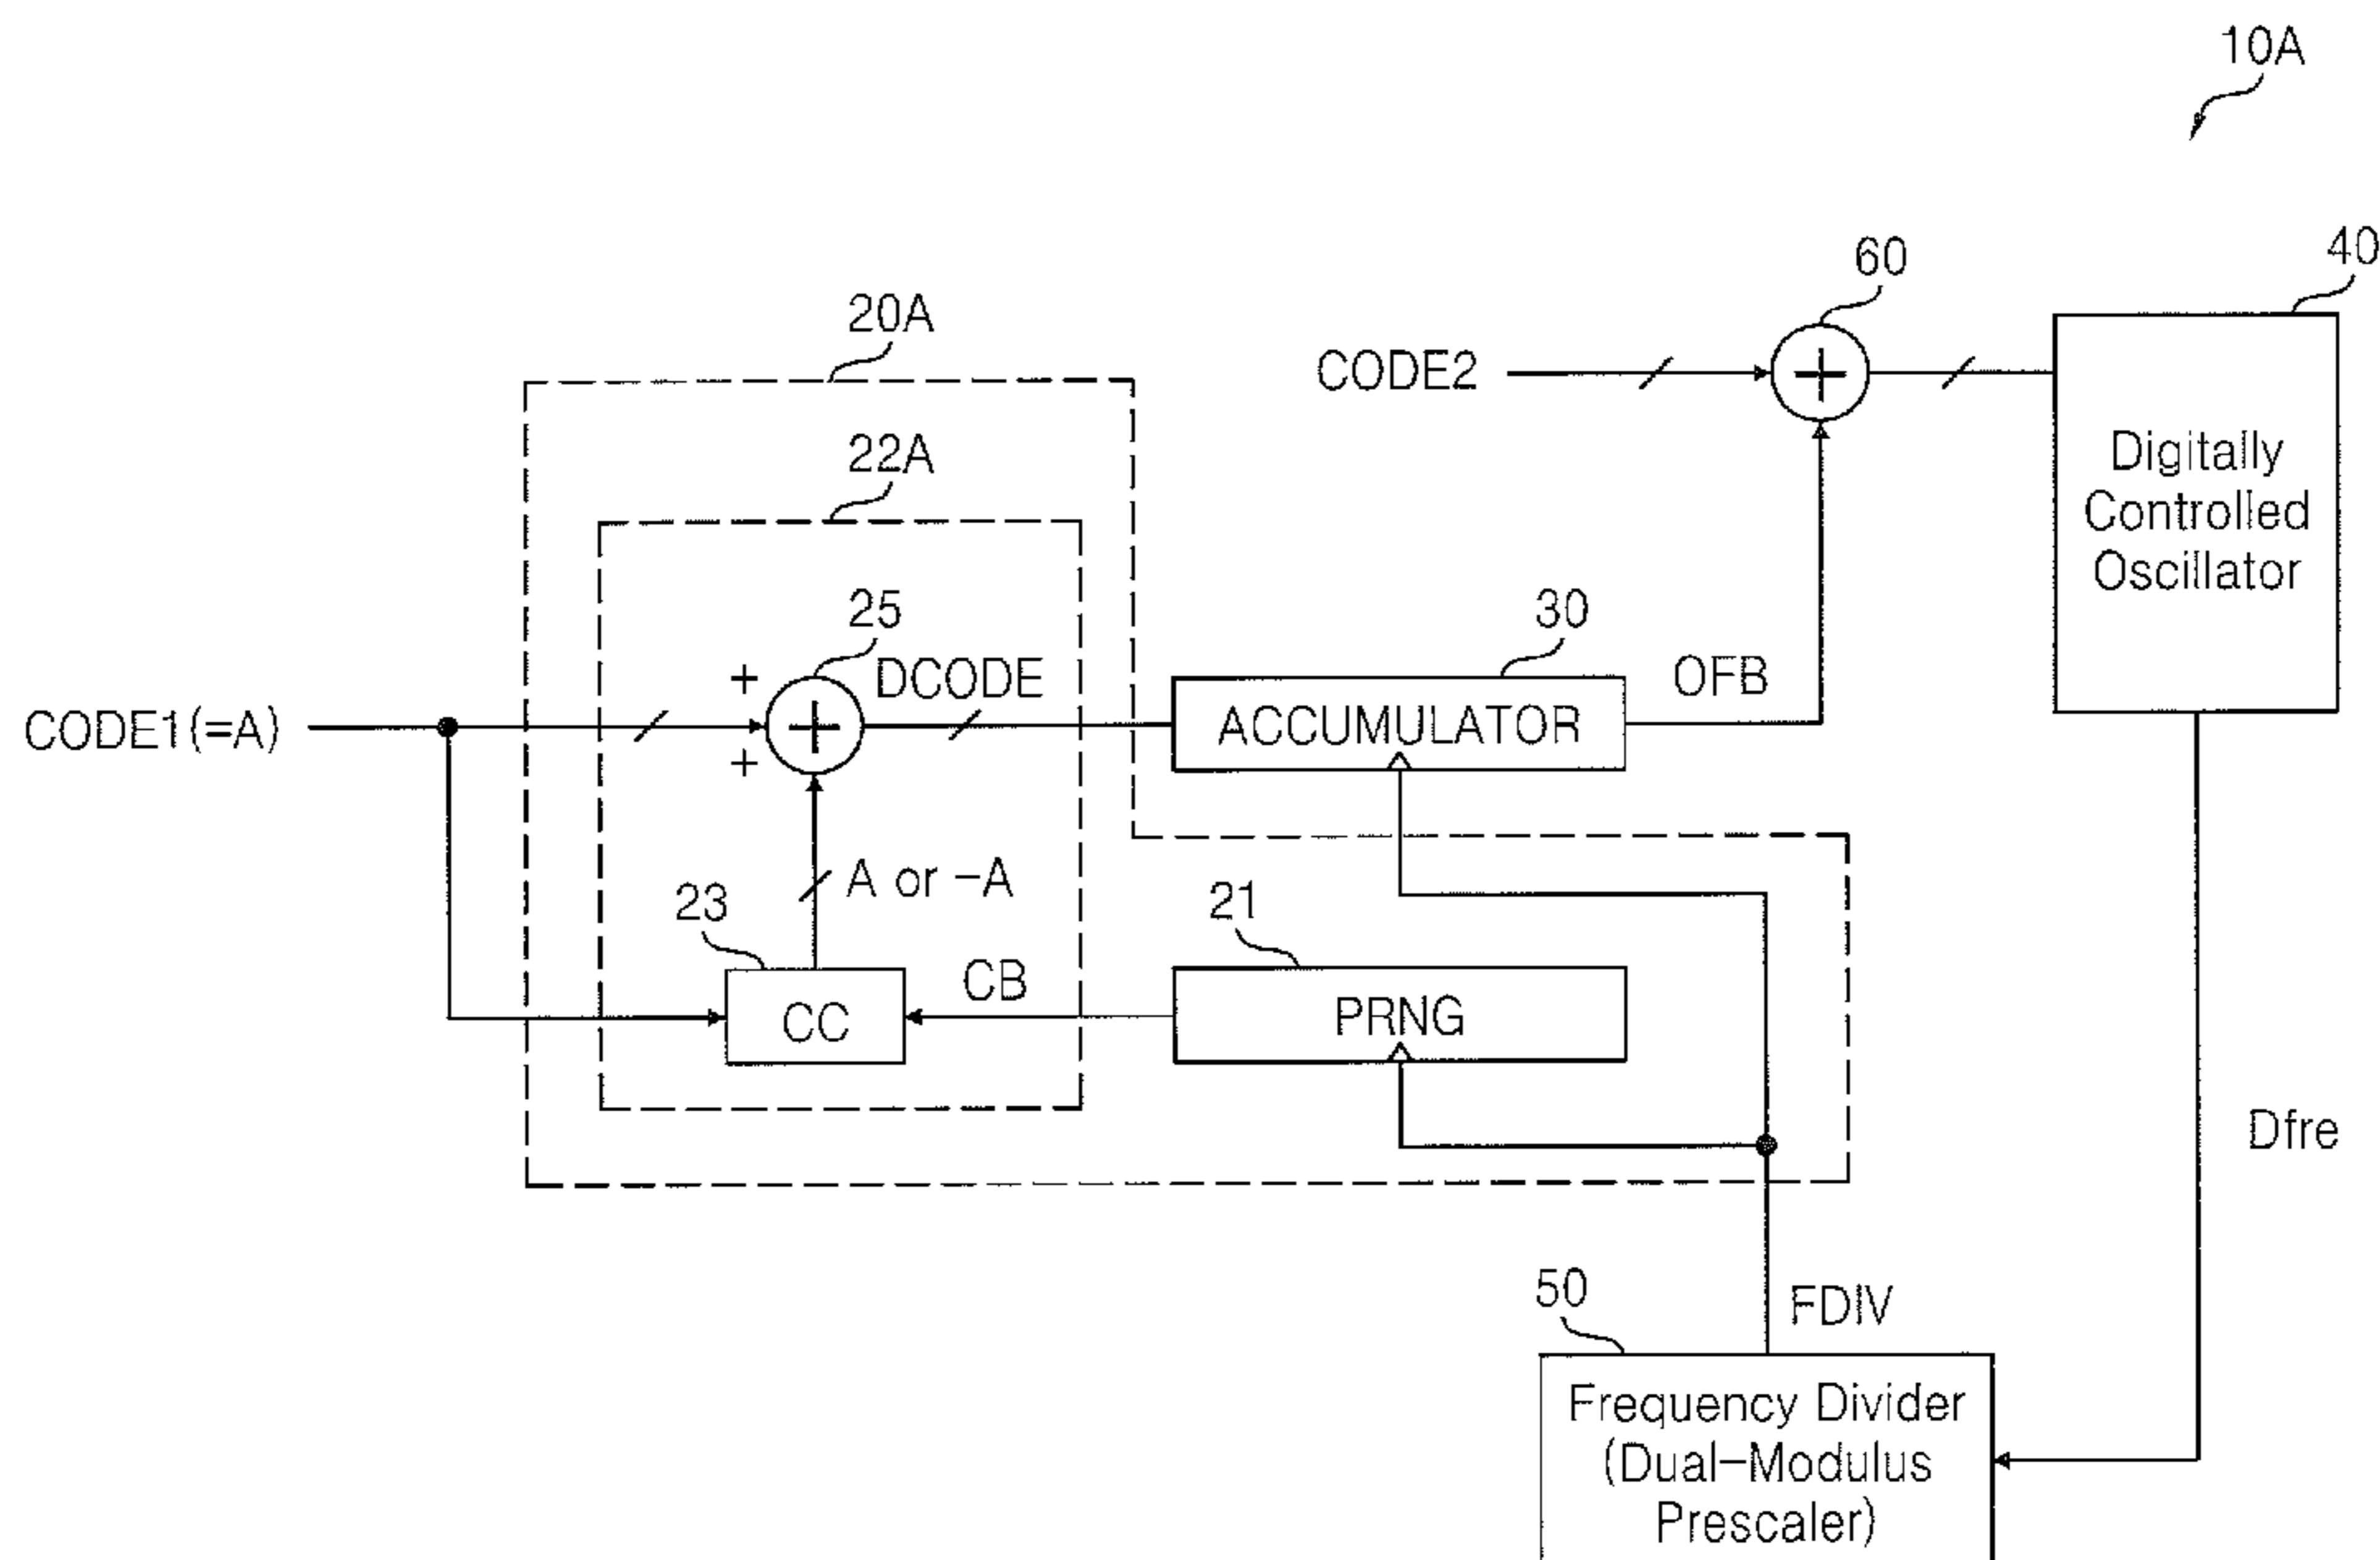 10A
40
60
20A
CODE2
22A
Digitally
Controlled
Oscillator
25
30
+
DCODE
OFB
CODE1(=A)
+
ACCUMULATOR
+
A or -A
23
21
CB
CC
PRNG
Dfre
50
FDIV
Frequency Divider
(Dual-Modulus
Prescaler)